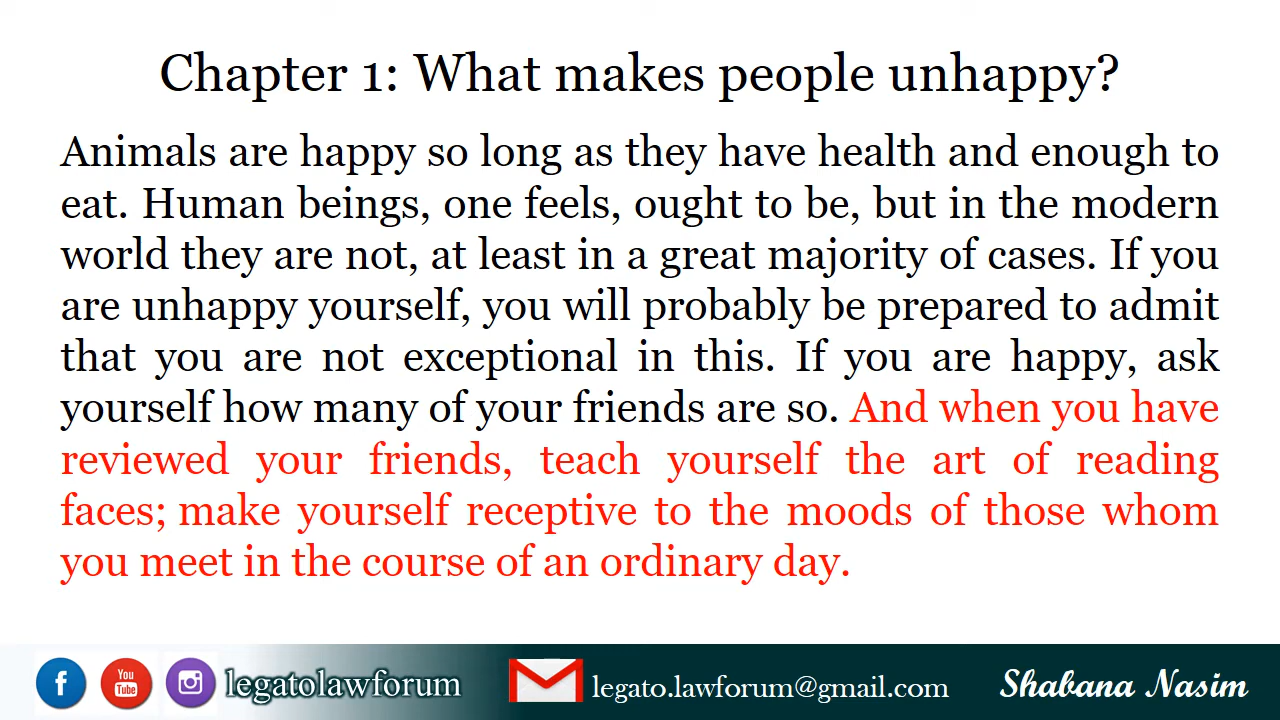 Chapter 1: What makes people unhappy?
Animals are happy so long as they have health and enough to
eat. Human beings, one feels, ought to be, but in the modern
world they are not, at least in a great majority of cases. If you
are unhappy yourself, you will probably be prepared to admit
that you are not exceptional in this. If you are happy, ask
yourself how many of your friends are so. And when you have
reviewed your friends, teach yourself the art of reading
faces; make yourself receptive to the moods of those whom
you meet in the course of an ordinary day.
f You Tube legatolawforum legato.lawforum@gmail.com Shabana Nasim